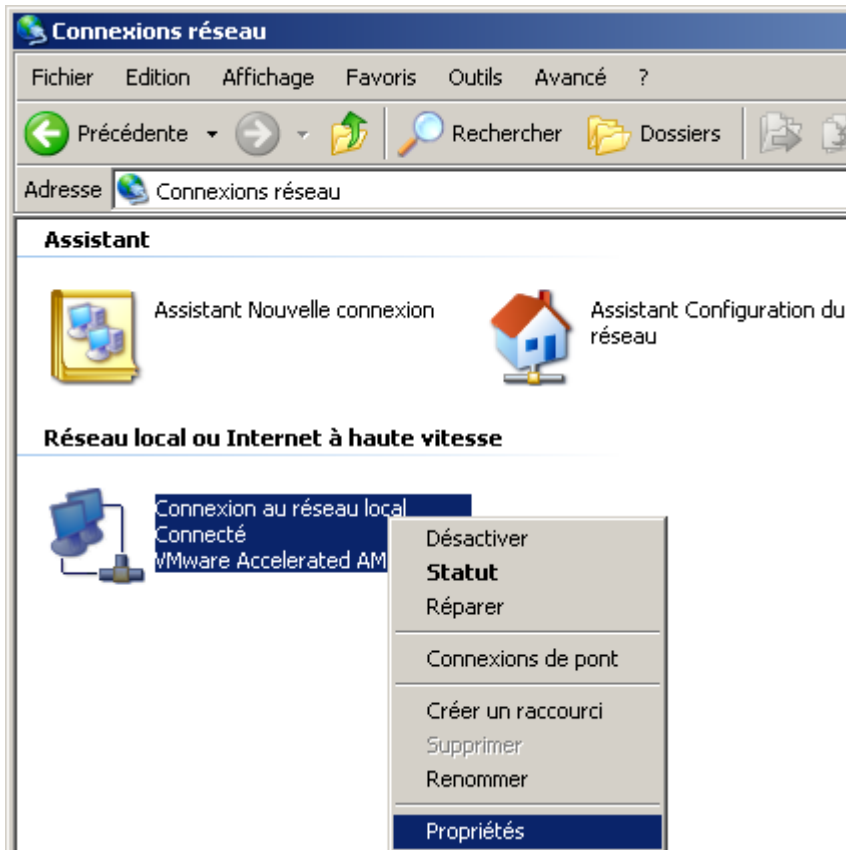 Connexions réseau
Fichier Edition Affichage Favoris Outils Avancé ?
Précédente Rechercher Dossiers
Adresse Connexions réseau
Assistant
Assistant Nouvelle connexion
Assistant Configuration du
réseau
Réseau local ou Internet à haute vitesse
Connexion au réseau local
Connecté
VMware Accelerated AM
Désactiver
Statut
Réparer
Connexions de pont
Créer un raccourci
Supprimer
Renommer
Propriétés